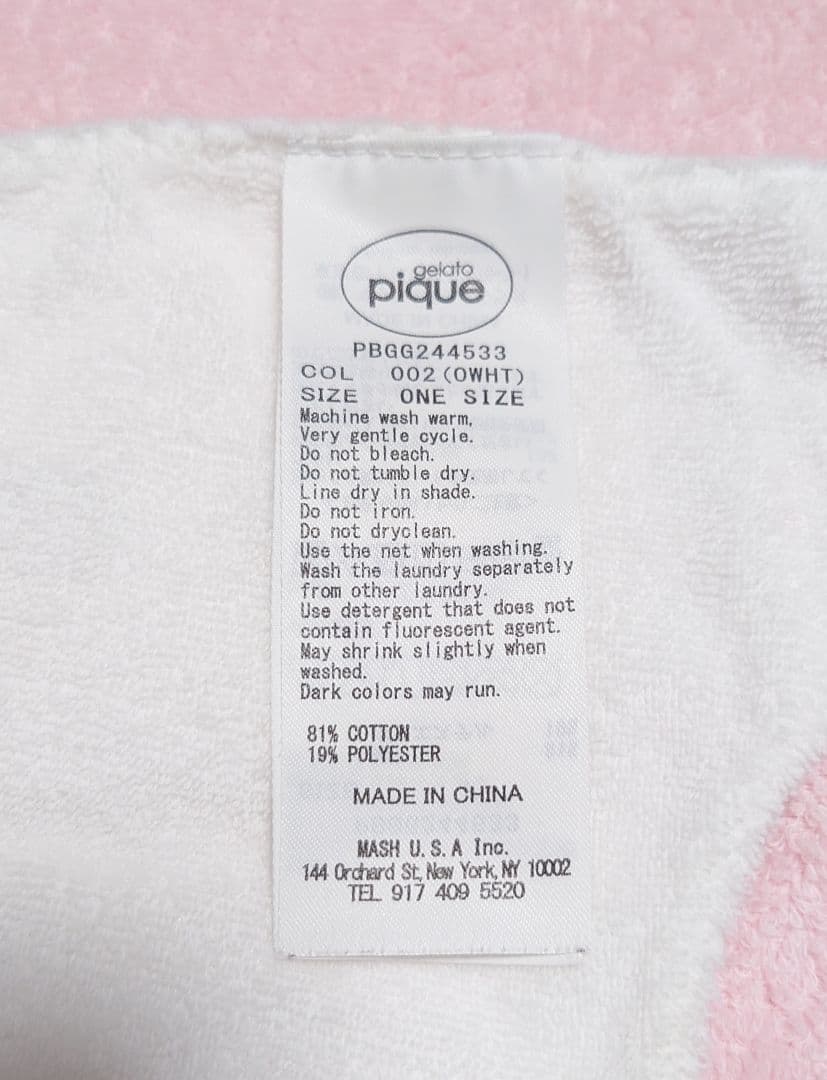 gelato
pique
PBGG244533
COL 002(OWHT)
SIZE ONE SIZE
Machine wash warm,
Very gentle cycle.
Do not bleach.
Do not tumble dry.
Line dry in shade.
Do not iron.
Do not dryclean.
Use the net when washing.
Wash the laundry separately
from other laundry.
Use detergent that does not
contain fluorescent agent.
May shrink slightly when
washed.
Dark colors may run.
81% COTTON
19% POLYESTER
MADE IN CHINA
MASH U.S.A Inc.
144 Orchard St, New York, NY 10002
TEL 917 409 5520